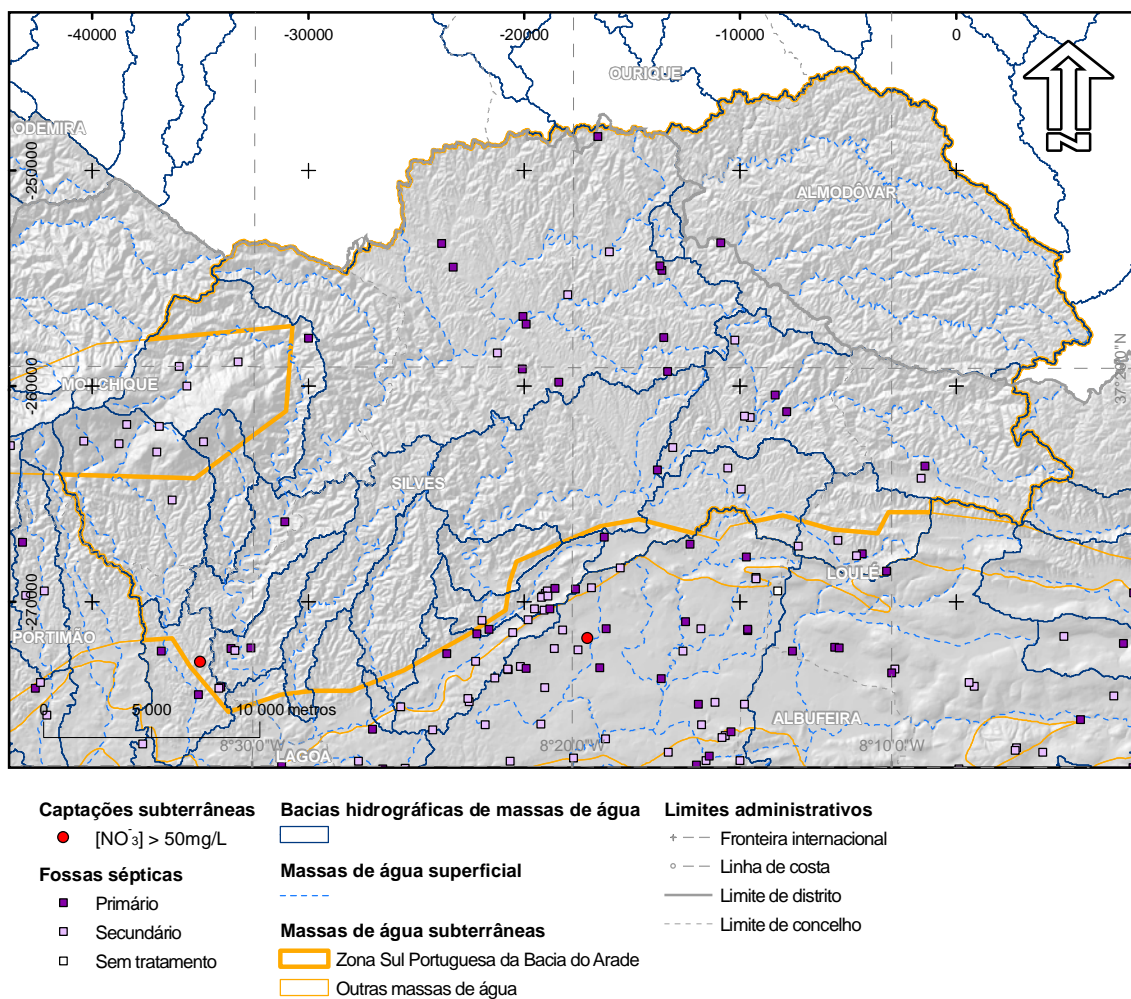 -40000
-30000
-20000
-10000
0
OURIQUE
N
ODEMIRA
-250000
ALMODÔVAR
37°20'0"N
MONCHIQUE
-260000
SILVES
LOULÉ
-270000
PORTIMÃO
0
5 000
10 000 metros
ALBUFEIRA
8°30'0"W
8°20'0"W
8°10'0"W
LAGOA
Captações subterrâneas
[NO-3] > 50mg/L
Fossas sépticas
Primário
Secundário
Sem tratamento
Bacias hidrográficas de massas de água
Massas de água superficial
Massas de água subterrâneas
Zona Sul Portuguesa da Bacia do Arade
Outras massas de água
Limites administrativos
Fronteira internacional
Linha de costa
Limite de distrito
Limite de concelho